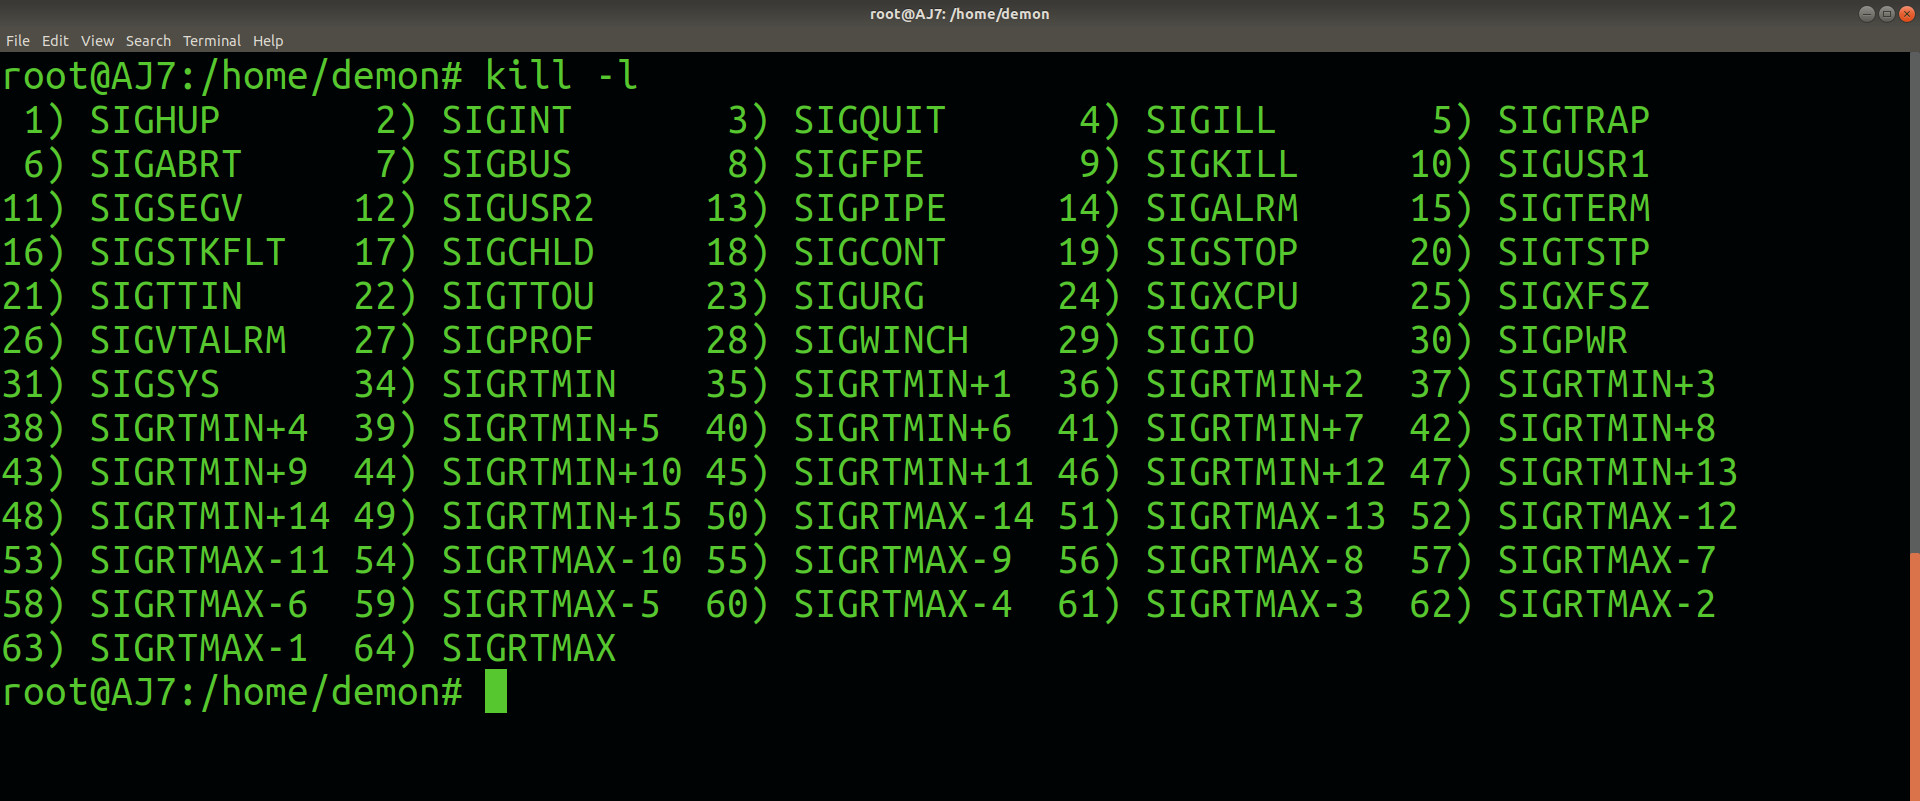 root@AJ7: /home/demon
File Edit View Search Terminal Help
root@AJ7:/home/demon# kill -l
 1) SIGHUP       2) SIGINT       3) SIGQUIT      4) SIGILL       5) SIGTRAP
 6) SIGABRT      7) SIGBUS       8) SIGFPE       9) SIGKILL     10) SIGUSR1
11) SIGSEGV     12) SIGUSR2     13) SIGPIPE     14) SIGALRM     15) SIGTERM
16) SIGSTKFLT   17) SIGCHLD     18) SIGCONT     19) SIGSTOP     20) SIGTSTP
21) SIGTTIN     22) SIGTTOU     23) SIGURG      24) SIGXCPU     25) SIGXFSZ
26) SIGVTALRM   27) SIGPROF     28) SIGWINCH    29) SIGIO       30) SIGPWR
31) SIGSYS      34) SIGRTMIN    35) SIGRTMIN+1  36) SIGRTMIN+2  37) SIGRTMIN+3
38) SIGRTMIN+4  39) SIGRTMIN+5  40) SIGRTMIN+6  41) SIGRTMIN+7  42) SIGRTMIN+8
43) SIGRTMIN+9  44) SIGRTMIN+10 45) SIGRTMIN+11 46) SIGRTMIN+12 47) SIGRTMIN+13
48) SIGRTMIN+14 49) SIGRTMIN+15 50) SIGRTMAX-14 51) SIGRTMAX-13 52) SIGRTMAX-12
53) SIGRTMAX-11 54) SIGRTMAX-10 55) SIGRTMAX-9  56) SIGRTMAX-8  57) SIGRTMAX-7
58) SIGRTMAX-6  59) SIGRTMAX-5  60) SIGRTMAX-4  61) SIGRTMAX-3  62) SIGRTMAX-2
63) SIGRTMAX-1  64) SIGRTMAX
root@AJ7:/home/demon#